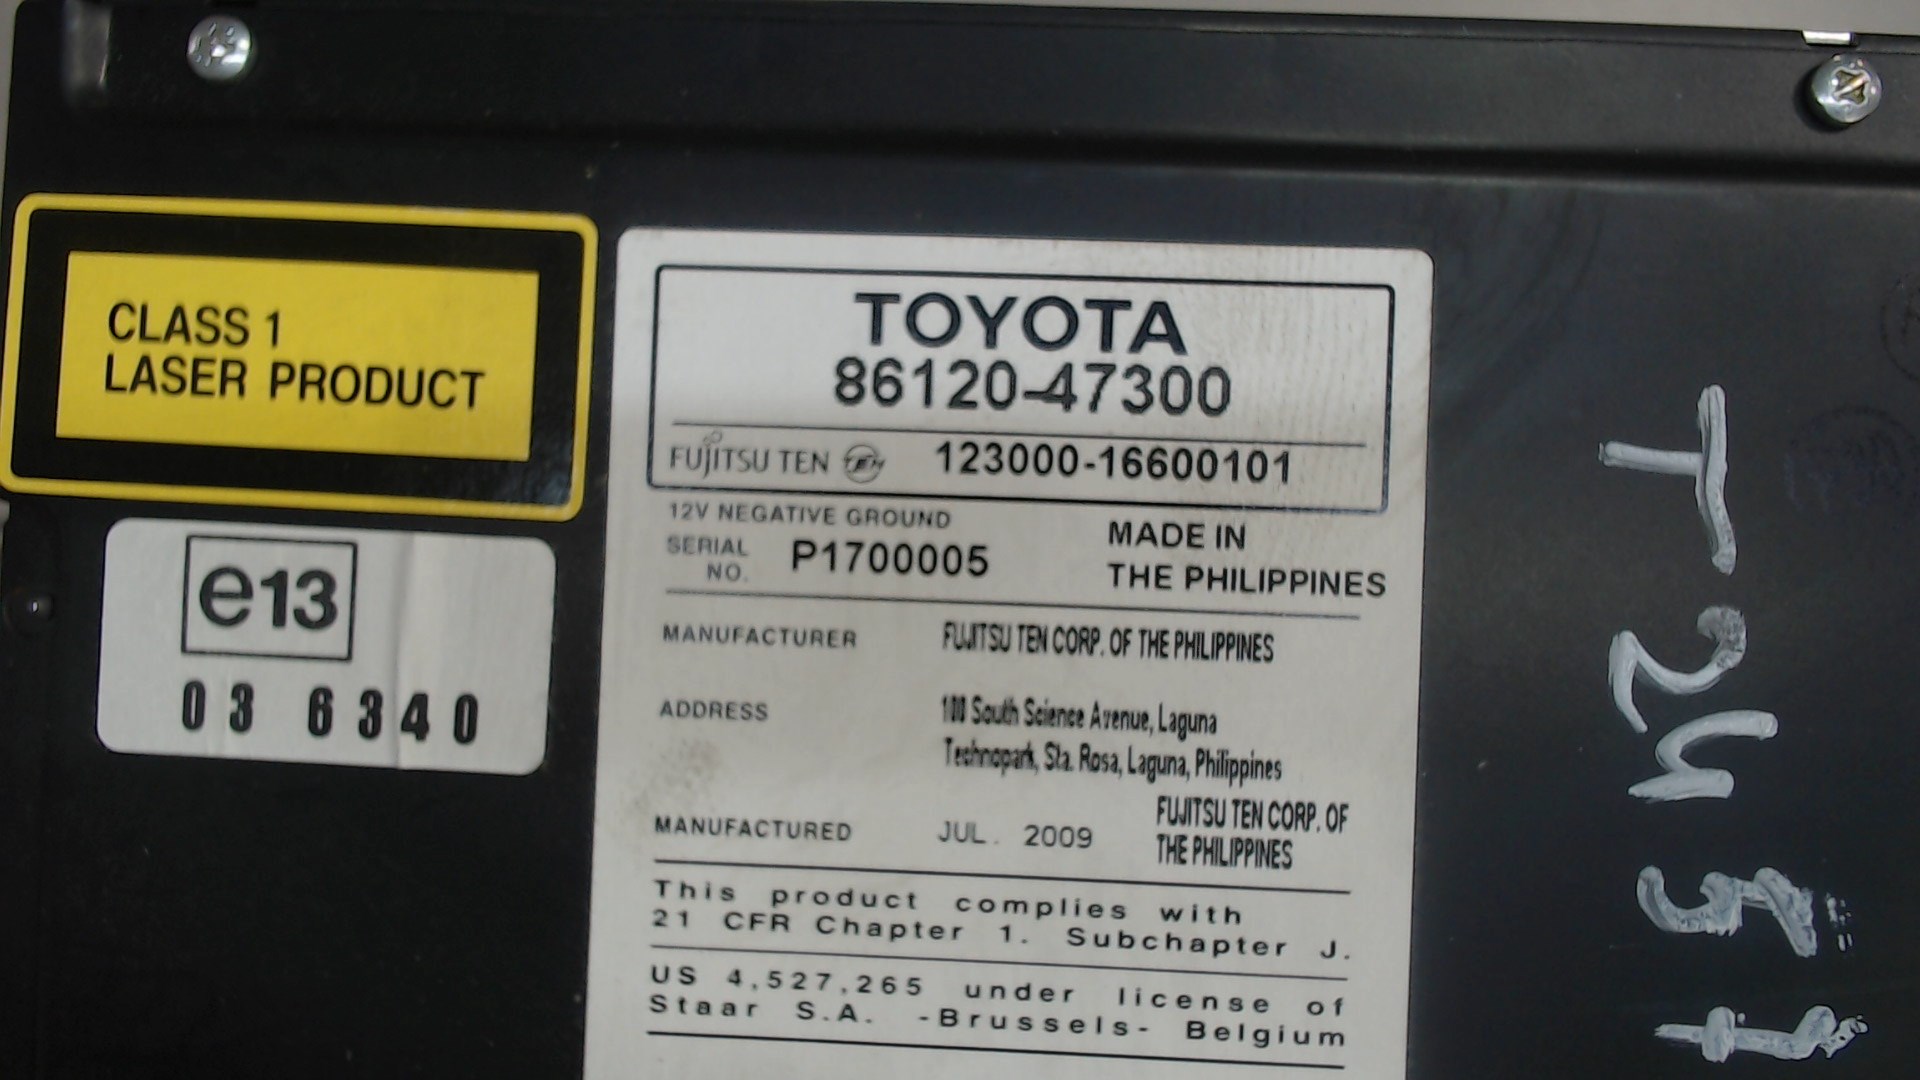 CLASS 1
LASER PRODUCT
e13
03 6340
TOYOTA
86120-47300
FUJITSU TEN TEN 123000-16600101
12V NEGATIVE GROUND
SERIAL NO. P1700005
MADE IN
THE PHILIPPINES
MANUFACTURER FUJITSU TEN CORP. OF THE PHILIPPINES
ADDRESS 100 South Science Avenue, Laguna
Technopark, Sta. Rosa, Laguna, Philippines
MANUFACTURED JUL. 2009 FUJITSU TEN CORP. OF
THE PHILIPPINES
This product complies with
21 CFR Chapter 1. Subchapter J.
US 4,527,265 under license of
Staar S.A. -Brussels- Belgium